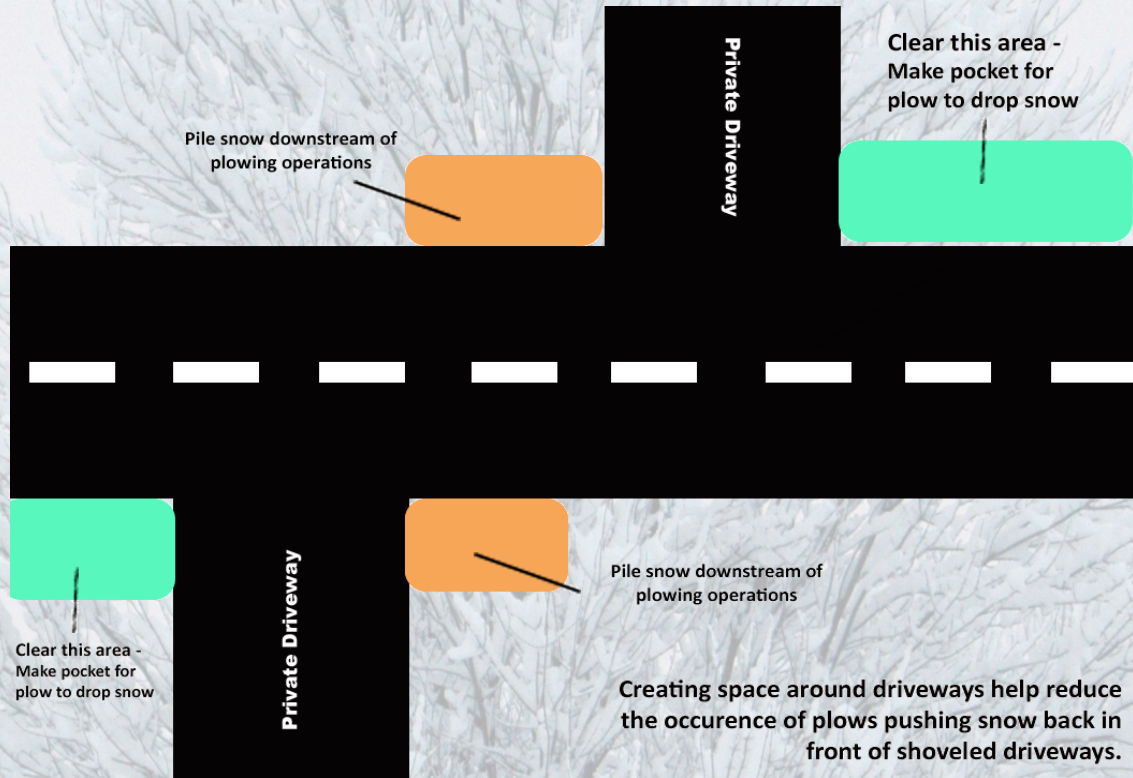 Clear this area -
Make pocket for
plow to drop snow
Private Driveway
Pile snow downstream of
plowing operations
Private Driveway
Pile snow downstream of
plowing operations
Clear this area -
Make pocket for
plow to drop snow
Creating space around driveways help reduce
the occurence of plows pushing snow back in
front of shoveled driveways.